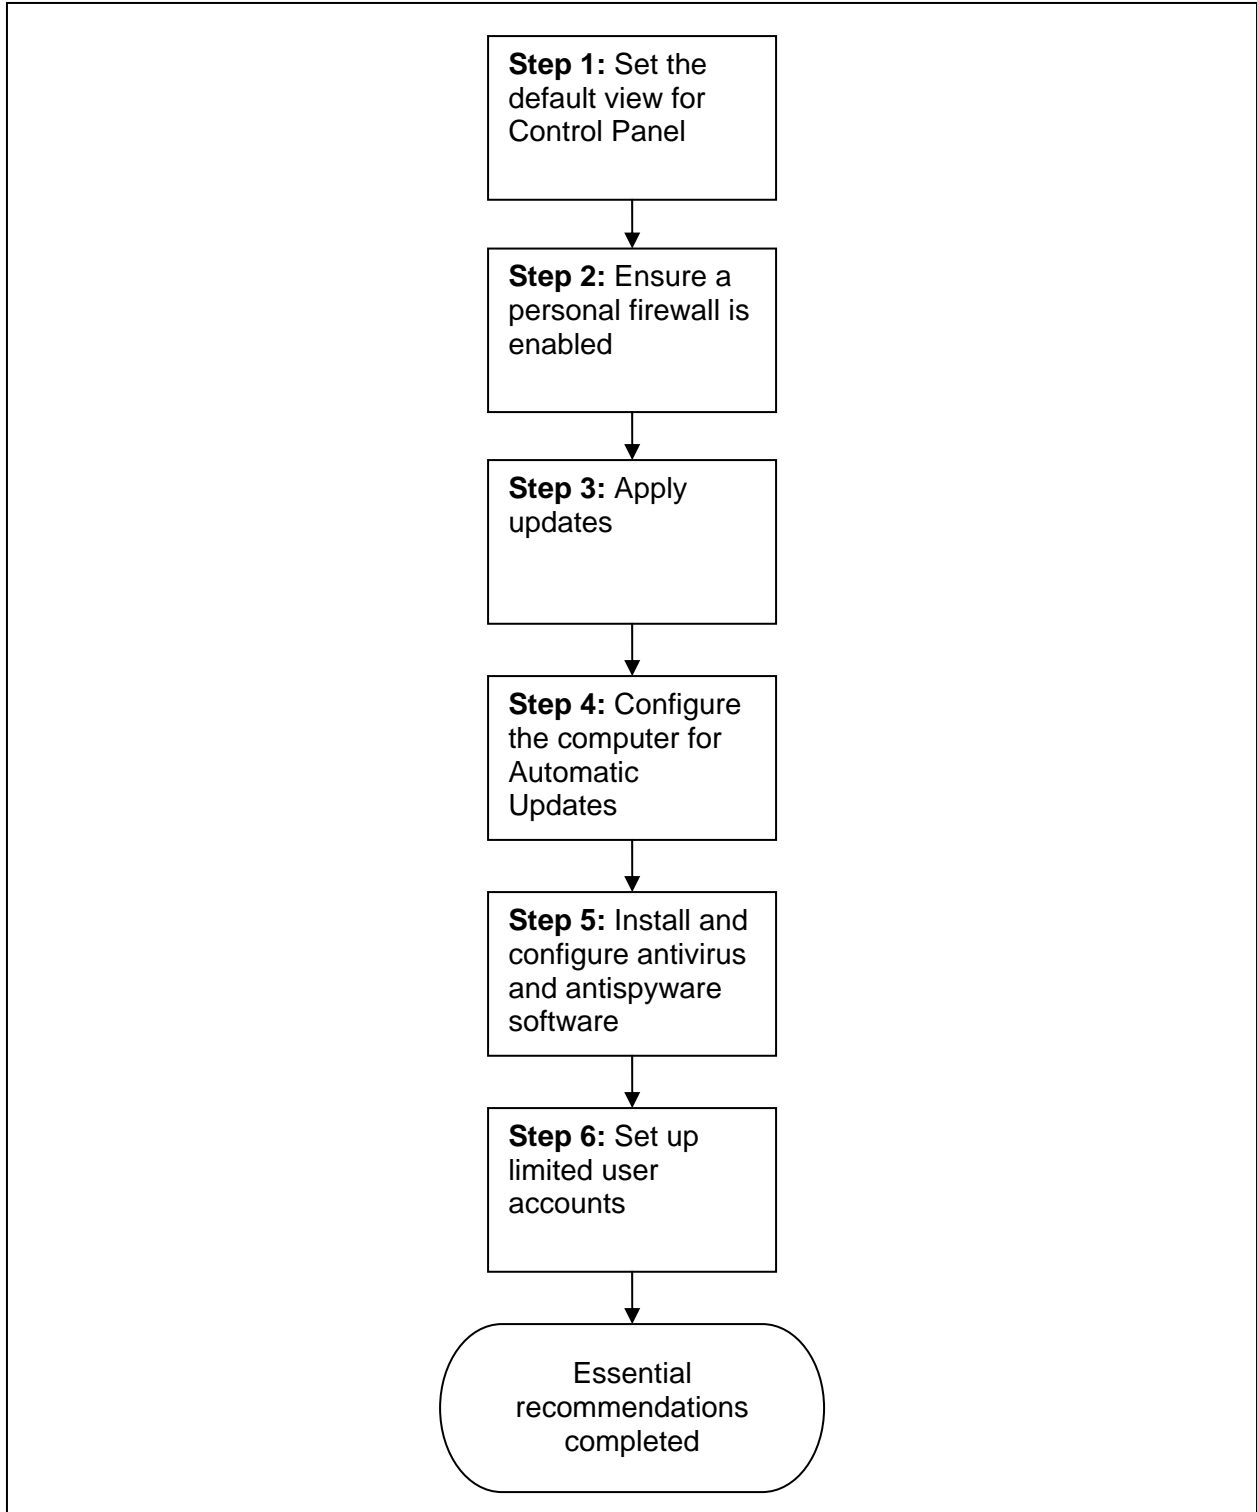 Step 1: Set the
default view for
Control Panel
Step 2: Ensure a
personal firewall is
enabled
Step 3: Apply
updates
Step 4: Configure
the computer for
Automatic
Updates
Step 5: Install and
configure antivirus
and antispyware
software
Step 6: Set up
limited user
accounts
Essential
recommendations
completed